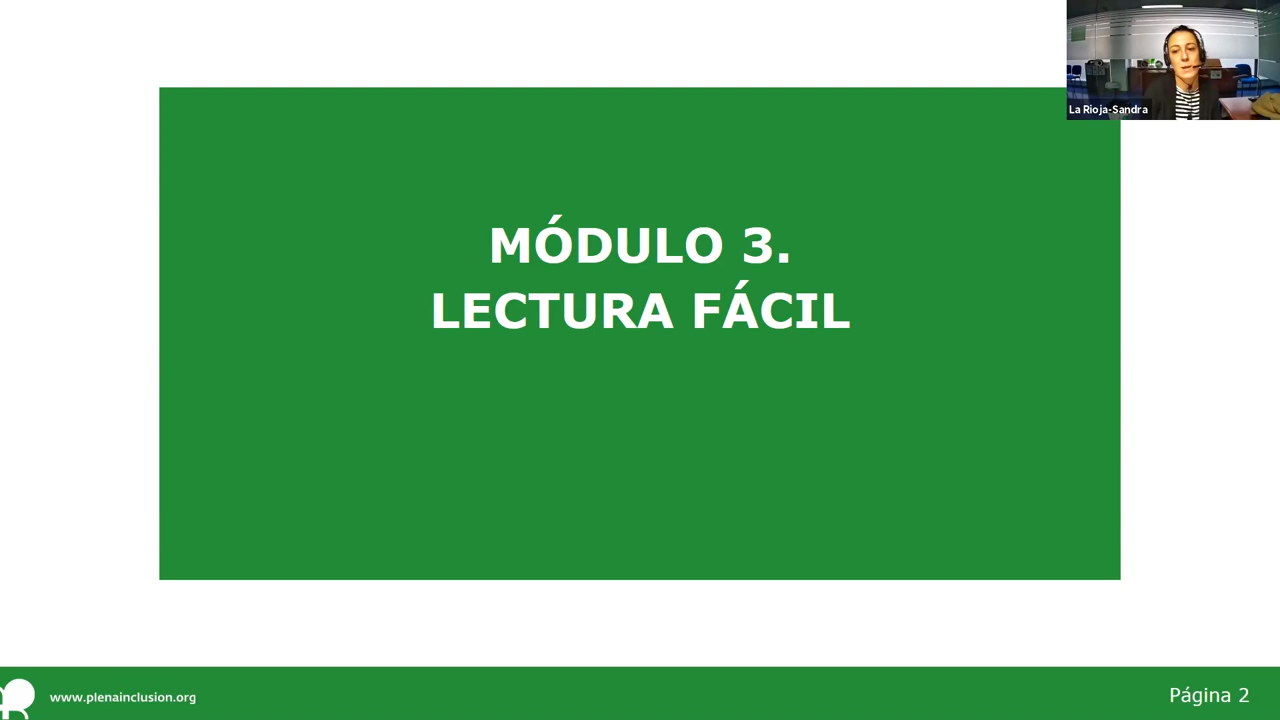 La Rioja-Sandra
MÓDULO 3.
LECTURA FÁCIL
www.plenainclusion.org
Página 2